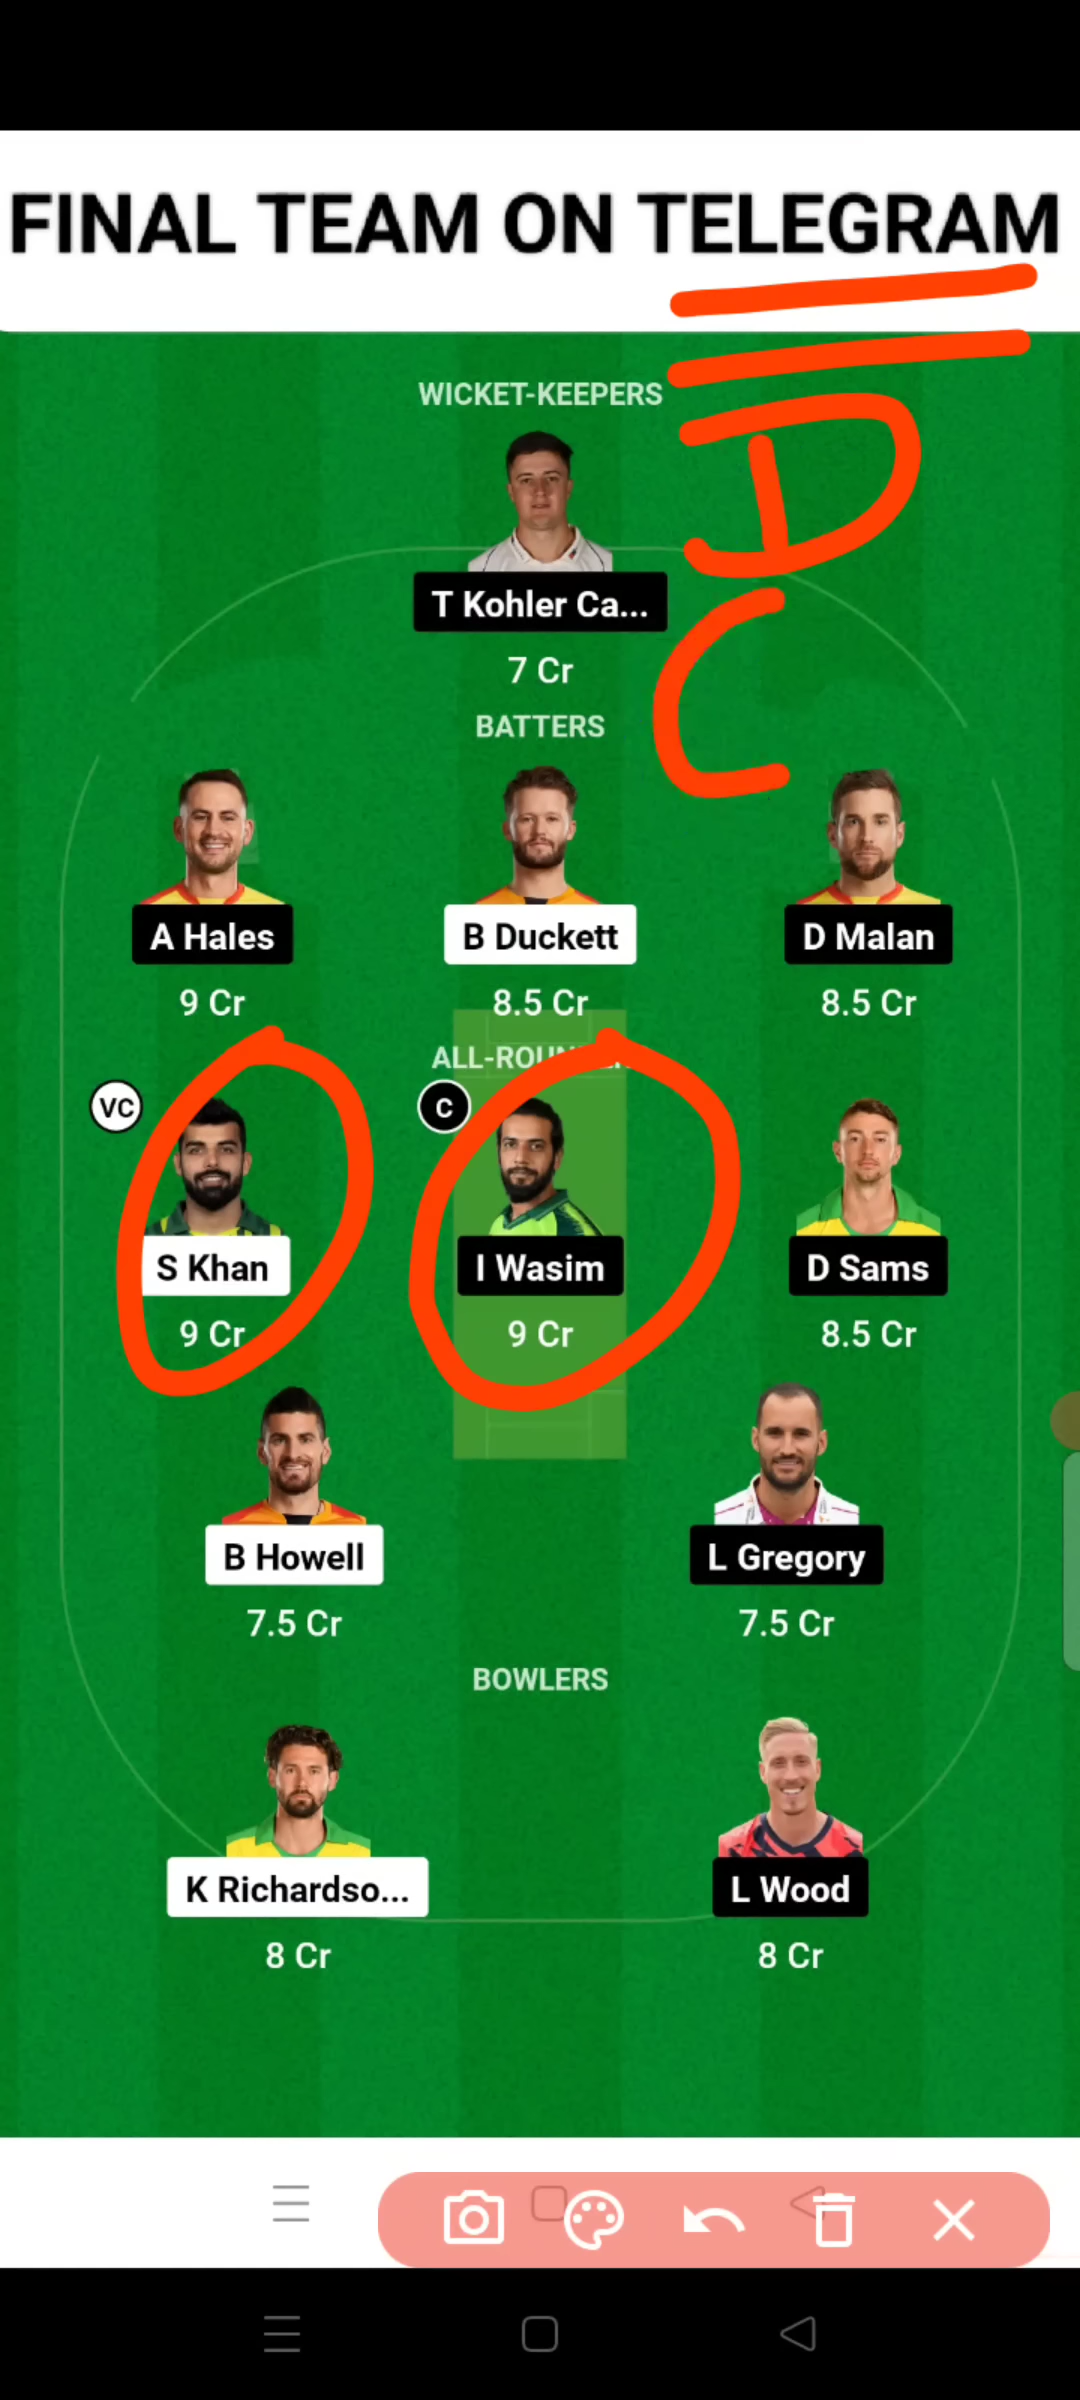 FINAL TEAM ON TELEGRAM
WICKET-KEEPERS
D
T Kohler Ca...
7 Cr
C
BATTERS
A Hales B Duckett D Malan
9 Cr 8.5 Cr 8.5 Cr
VC C
S Khan I Wasim D Sams
9 Cr 9 Cr 8.5 Cr
B Howell L Gregory
7.5 Cr 7.5 Cr
BOWLERS
K Richardso... L Wood
8 Cr 8 Cr